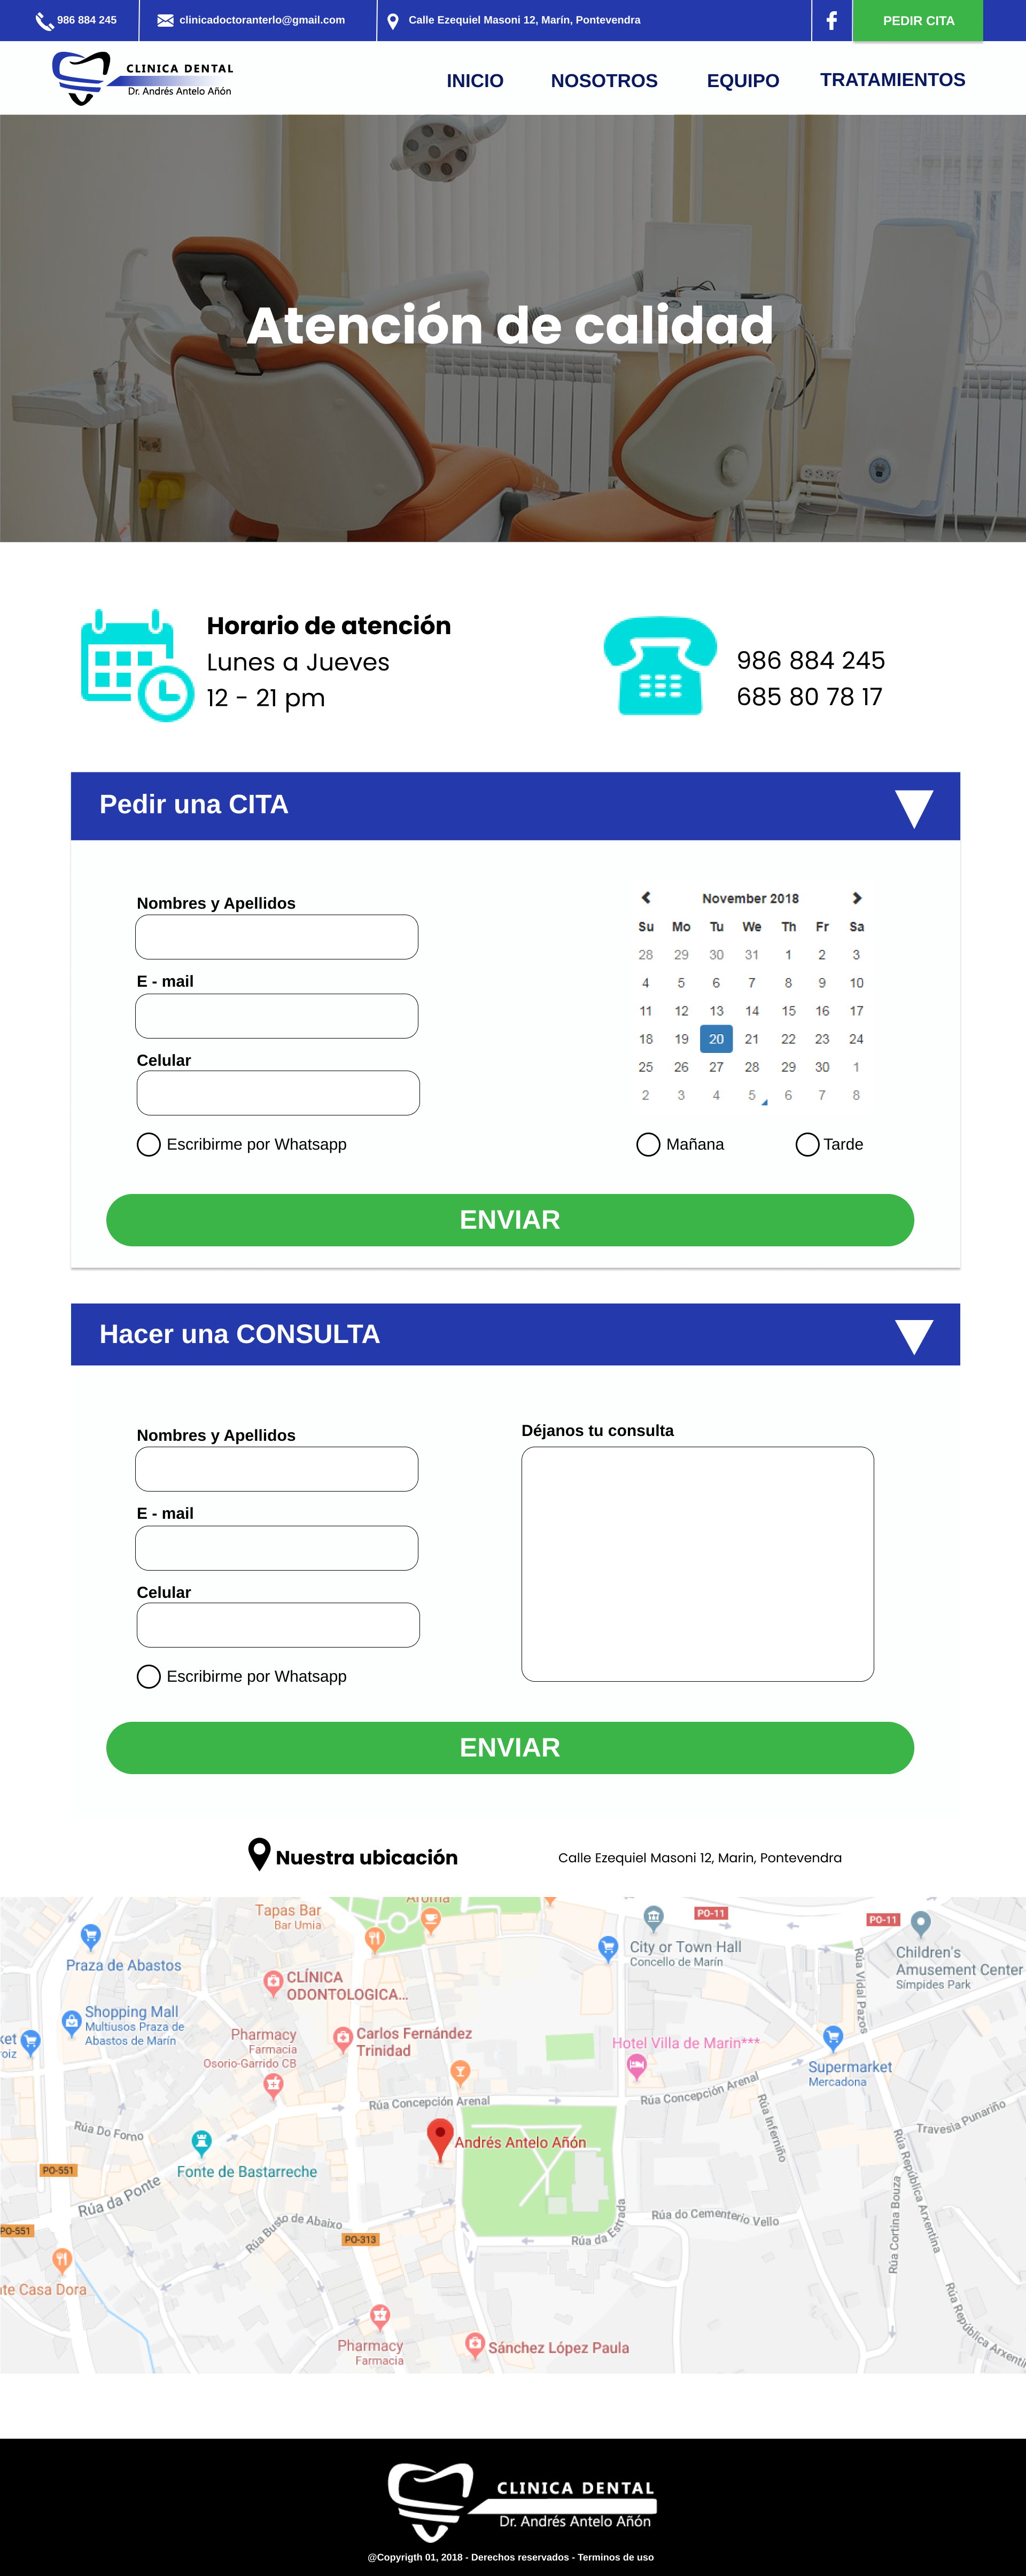 986 884 245
clinicadoctoranterlo@gmail.com
Calle Ezequiel Masoni 12, Marín, Pontevendra
PEDIR CITA
CLINICA DENTAL
Dr. Andrés Antelo Añón
INICIO
NOSOTROS
EQUIPO
TRATAMIENTOS
Atención de calidad
Horario de atención
Lunes a Jueves
12 - 21 pm
986 884 245
685 80 78 17
Pedir una CITA
Nombres y Apellidos
E - mail
Celular
Escribirme por Whatsapp
November 2018
Su Mo Tu We Th Fr Sa
28 29 30 31 1 2 3
4 5 6 7 8 9 10
11 12 13 14 15 16 17
18 19 20 21 22 23 24
25 26 27 28 29 30 1
2 3 4 5 6 7 8
Mañana
Tarde
ENVIAR
Hacer una CONSULTA
Nombres y Apellidos
E - mail
Celular
Escribirme por Whatsapp
Déjanos tu consulta
ENVIAR
Nuestra ubicación
Calle Ezequiel Masoni 12, Marin, Pontevendra
Aroma
Tapas Bar
Bar Umia
PO-11
PO-11
City or Town Hall
Concello de Marín
Children's
Amusement Center
Símpides Park
Praza de Abastos
CLÍNICA
ODONTOLOGICA...
Rúa Vidal Pazos
Shopping Mall
Multiusos Praza de
Abastos de Marín
ket
roiz
Pharmacy
Farmacia
Osorio-Garrido CB
Carlos Fernández
Trinidad
Hotel Villa de Marin***
Supermarket
Mercadona
Rúa Concepción Arenal
Rúa Concepción Arenal
Rúa Inferniño
Travesía Punariño
Rúa Do Forno
Andrés Antelo Añón
Fonte de Bastarreche
PO-551
Rúa da Ponte
Rúa República Arxentina
Rúa Cortina Bouza
Rúa do Cementerio Vello
Rúa da Estrada
Rúa Busto de Abaixo
PO-551
PO-313
nte Casa Dora
Rúa República Arxentina
Pharmacy
Farmacia
Sánchez López Paula
CLINICA DENTAL
Dr. Andrés Antelo Añón
@Copyrigth 01, 2018 - Derechos reservados - Terminos de uso